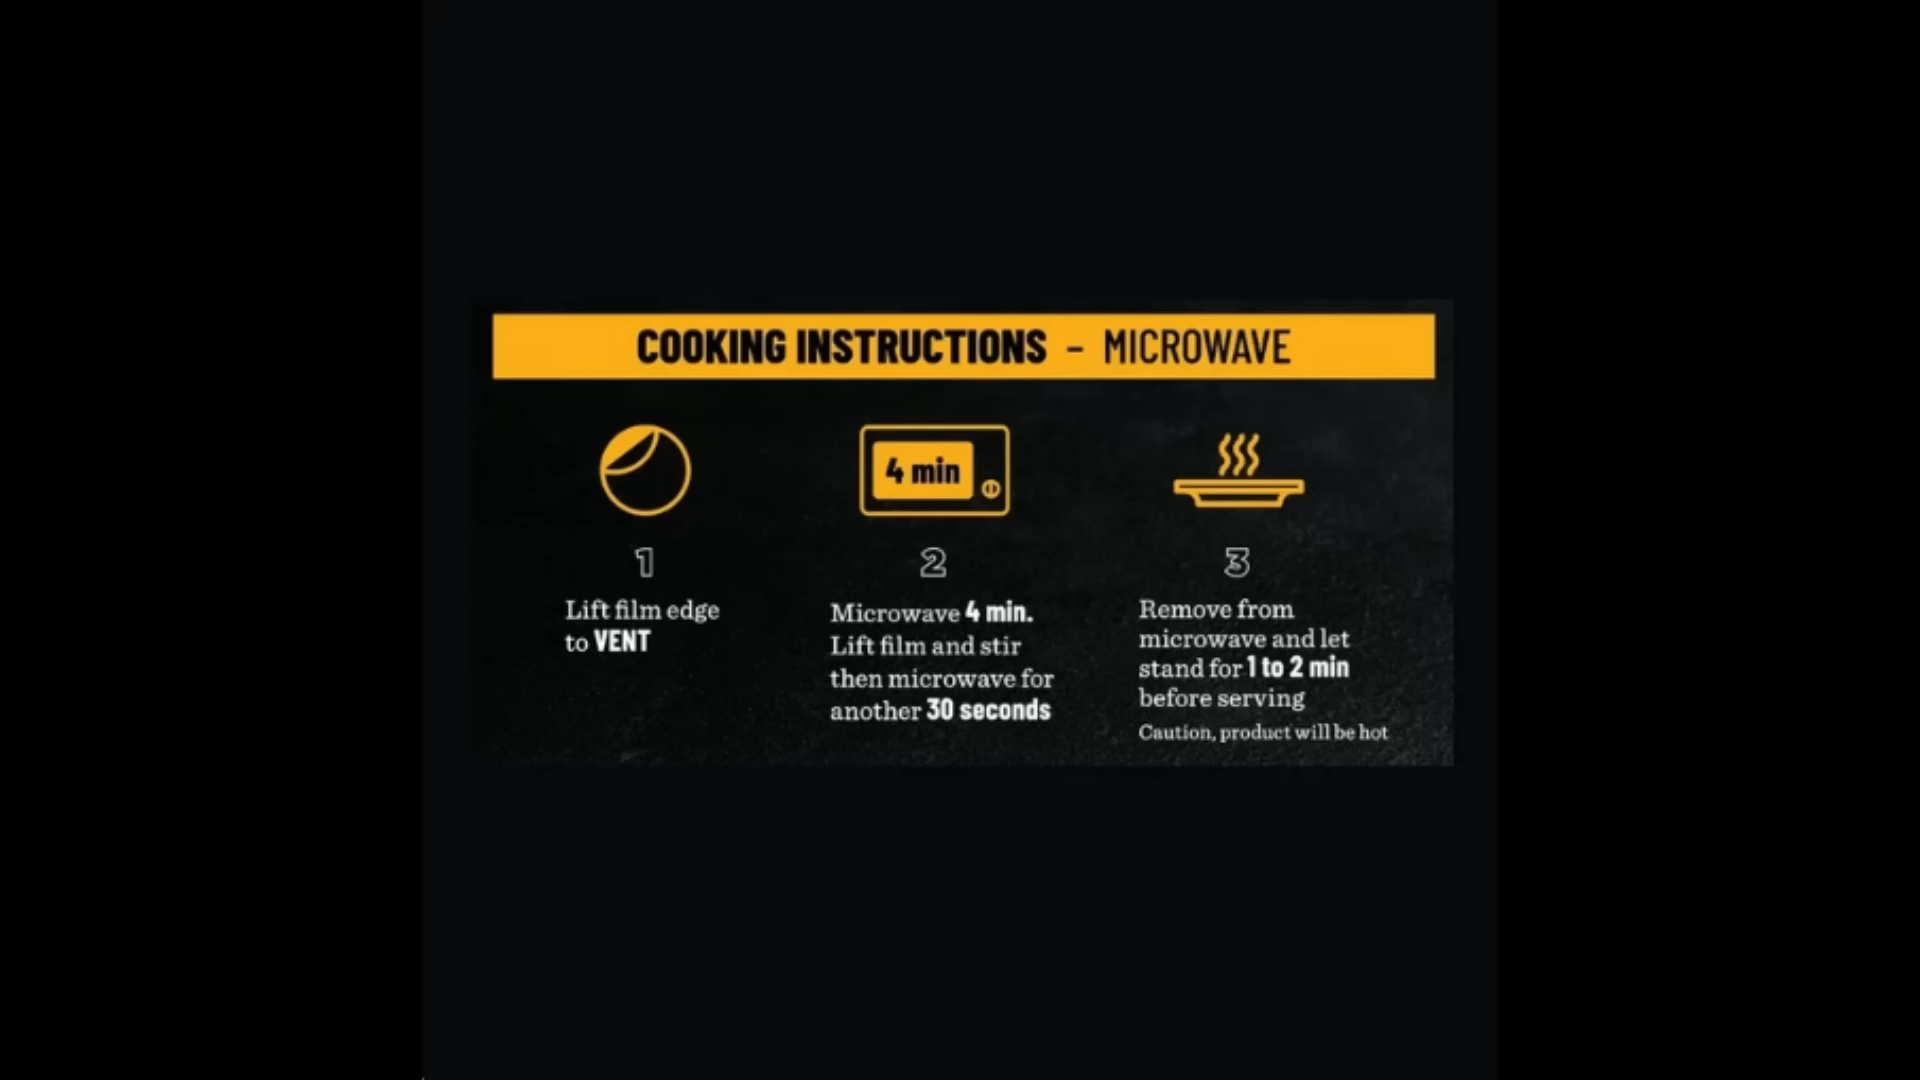 COOKING INSTRUCTIONS – MICROWAVE
4 min
1
Lift film edge
to VENT
2
Microwave 4 min.
Lift film and stir
then microwave for
another 30 seconds
3
Remove from
microwave and let
stand for 1 to 2 min
before serving
Caution, product will be hot